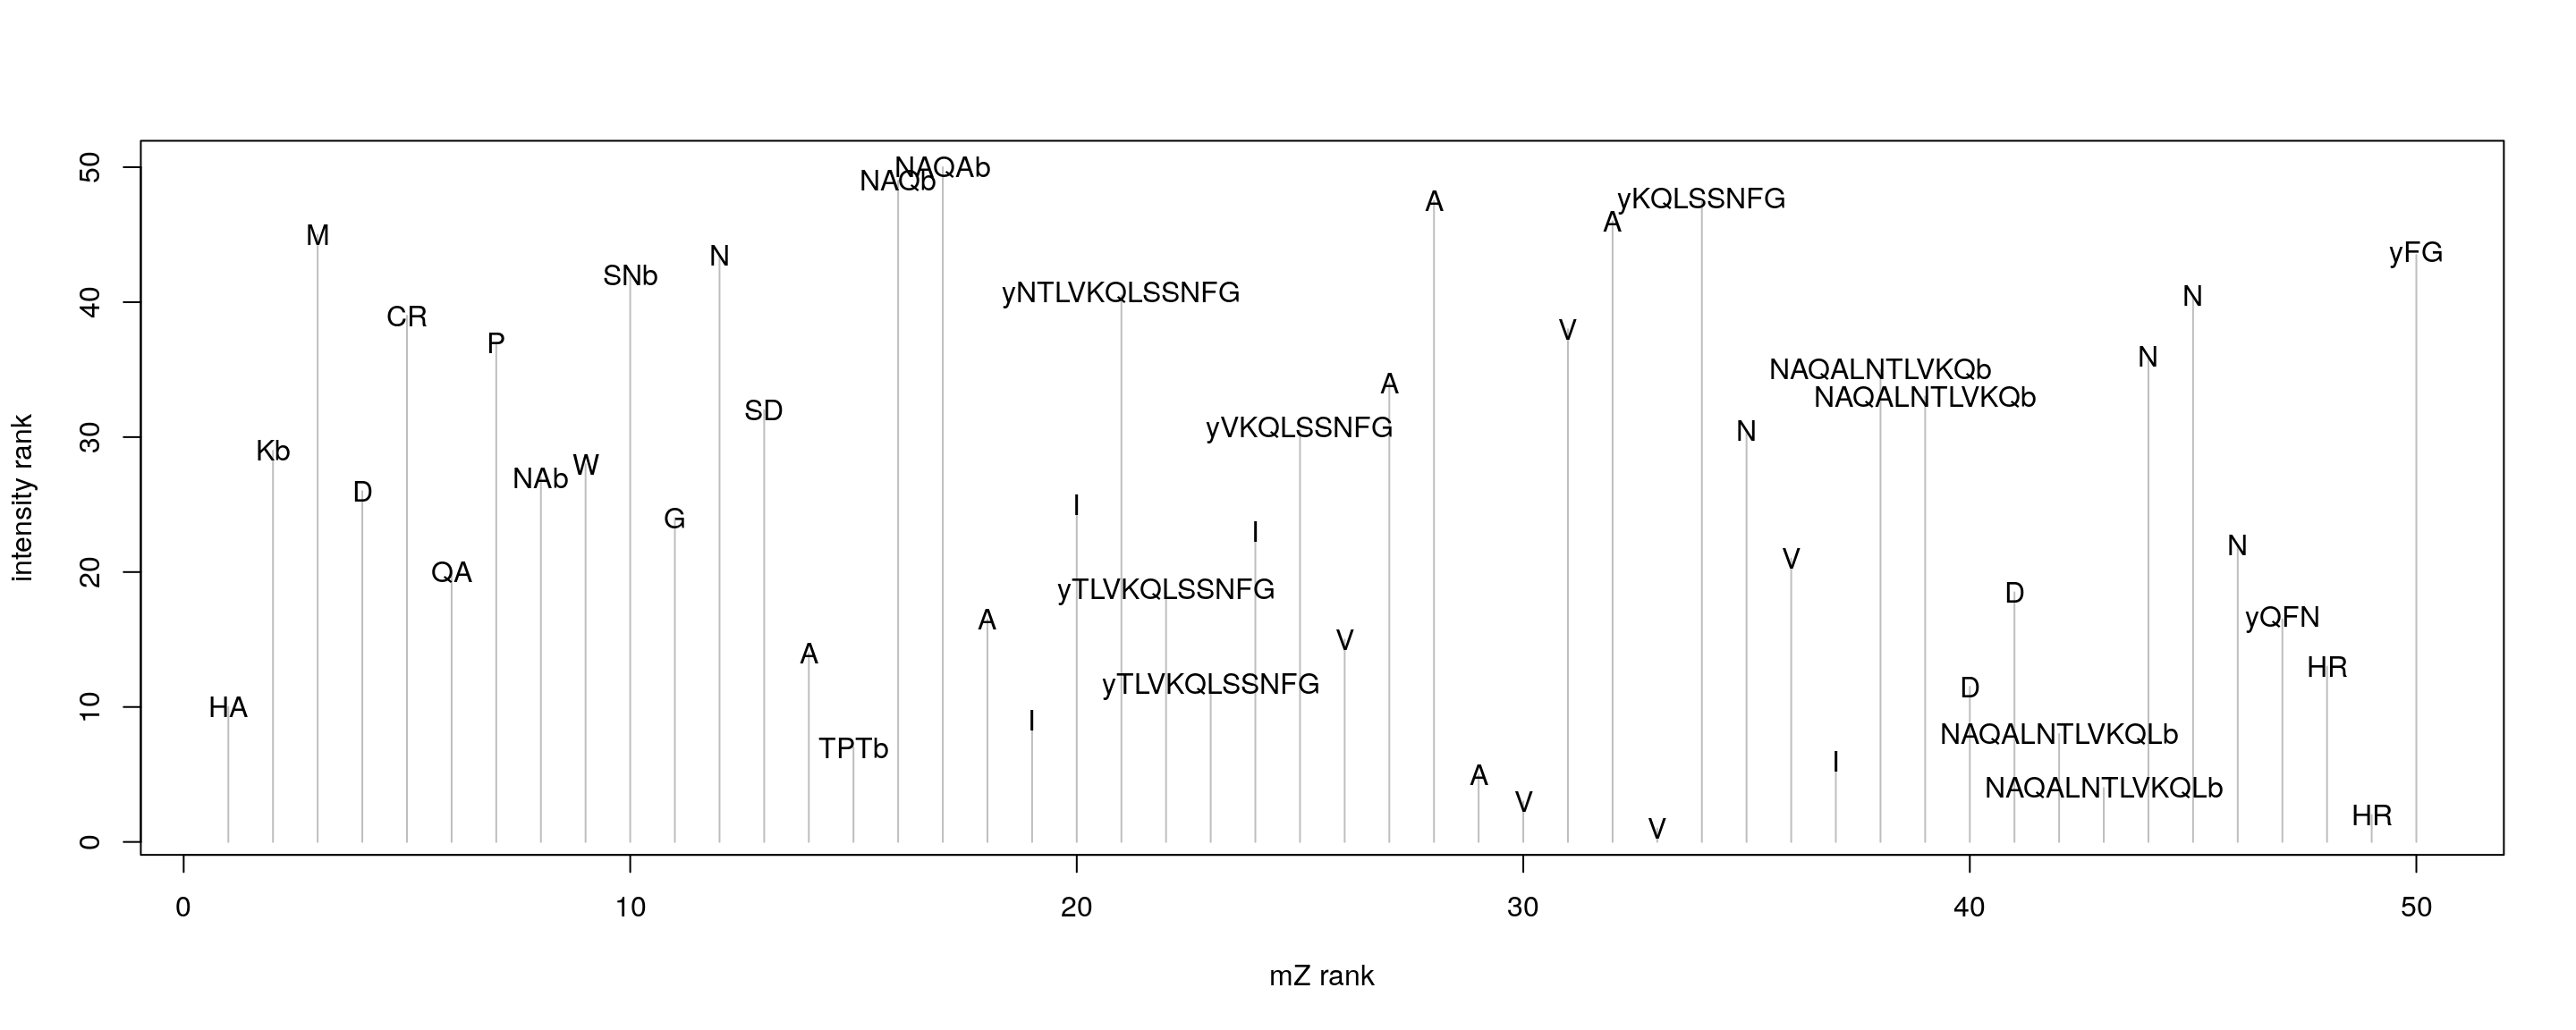 50
NAQAb
NAQb
yKQLSSNFG
A
A
M
yFG
N
SNb
40
yNTLVKQLSSNFG
N
CR
V
P
N
NAQALNTLVKQb
A
NAQALNTLVKQb
SD
30
yVKQLSSNFG
N
Kb
W
NAb
D
I
G
I
N
V
20
QA
yTLVKQLSSNFG
D
A
yQFN
V
A
HR
yTLVKQLSSNFG
D
10
HA
I
NAQALNTLVKQLb
TPTb
I
A
NAQALNTLVKQLb
V
HR
V
0
intensity rank
0 10 20 30 40 50
mZ rank